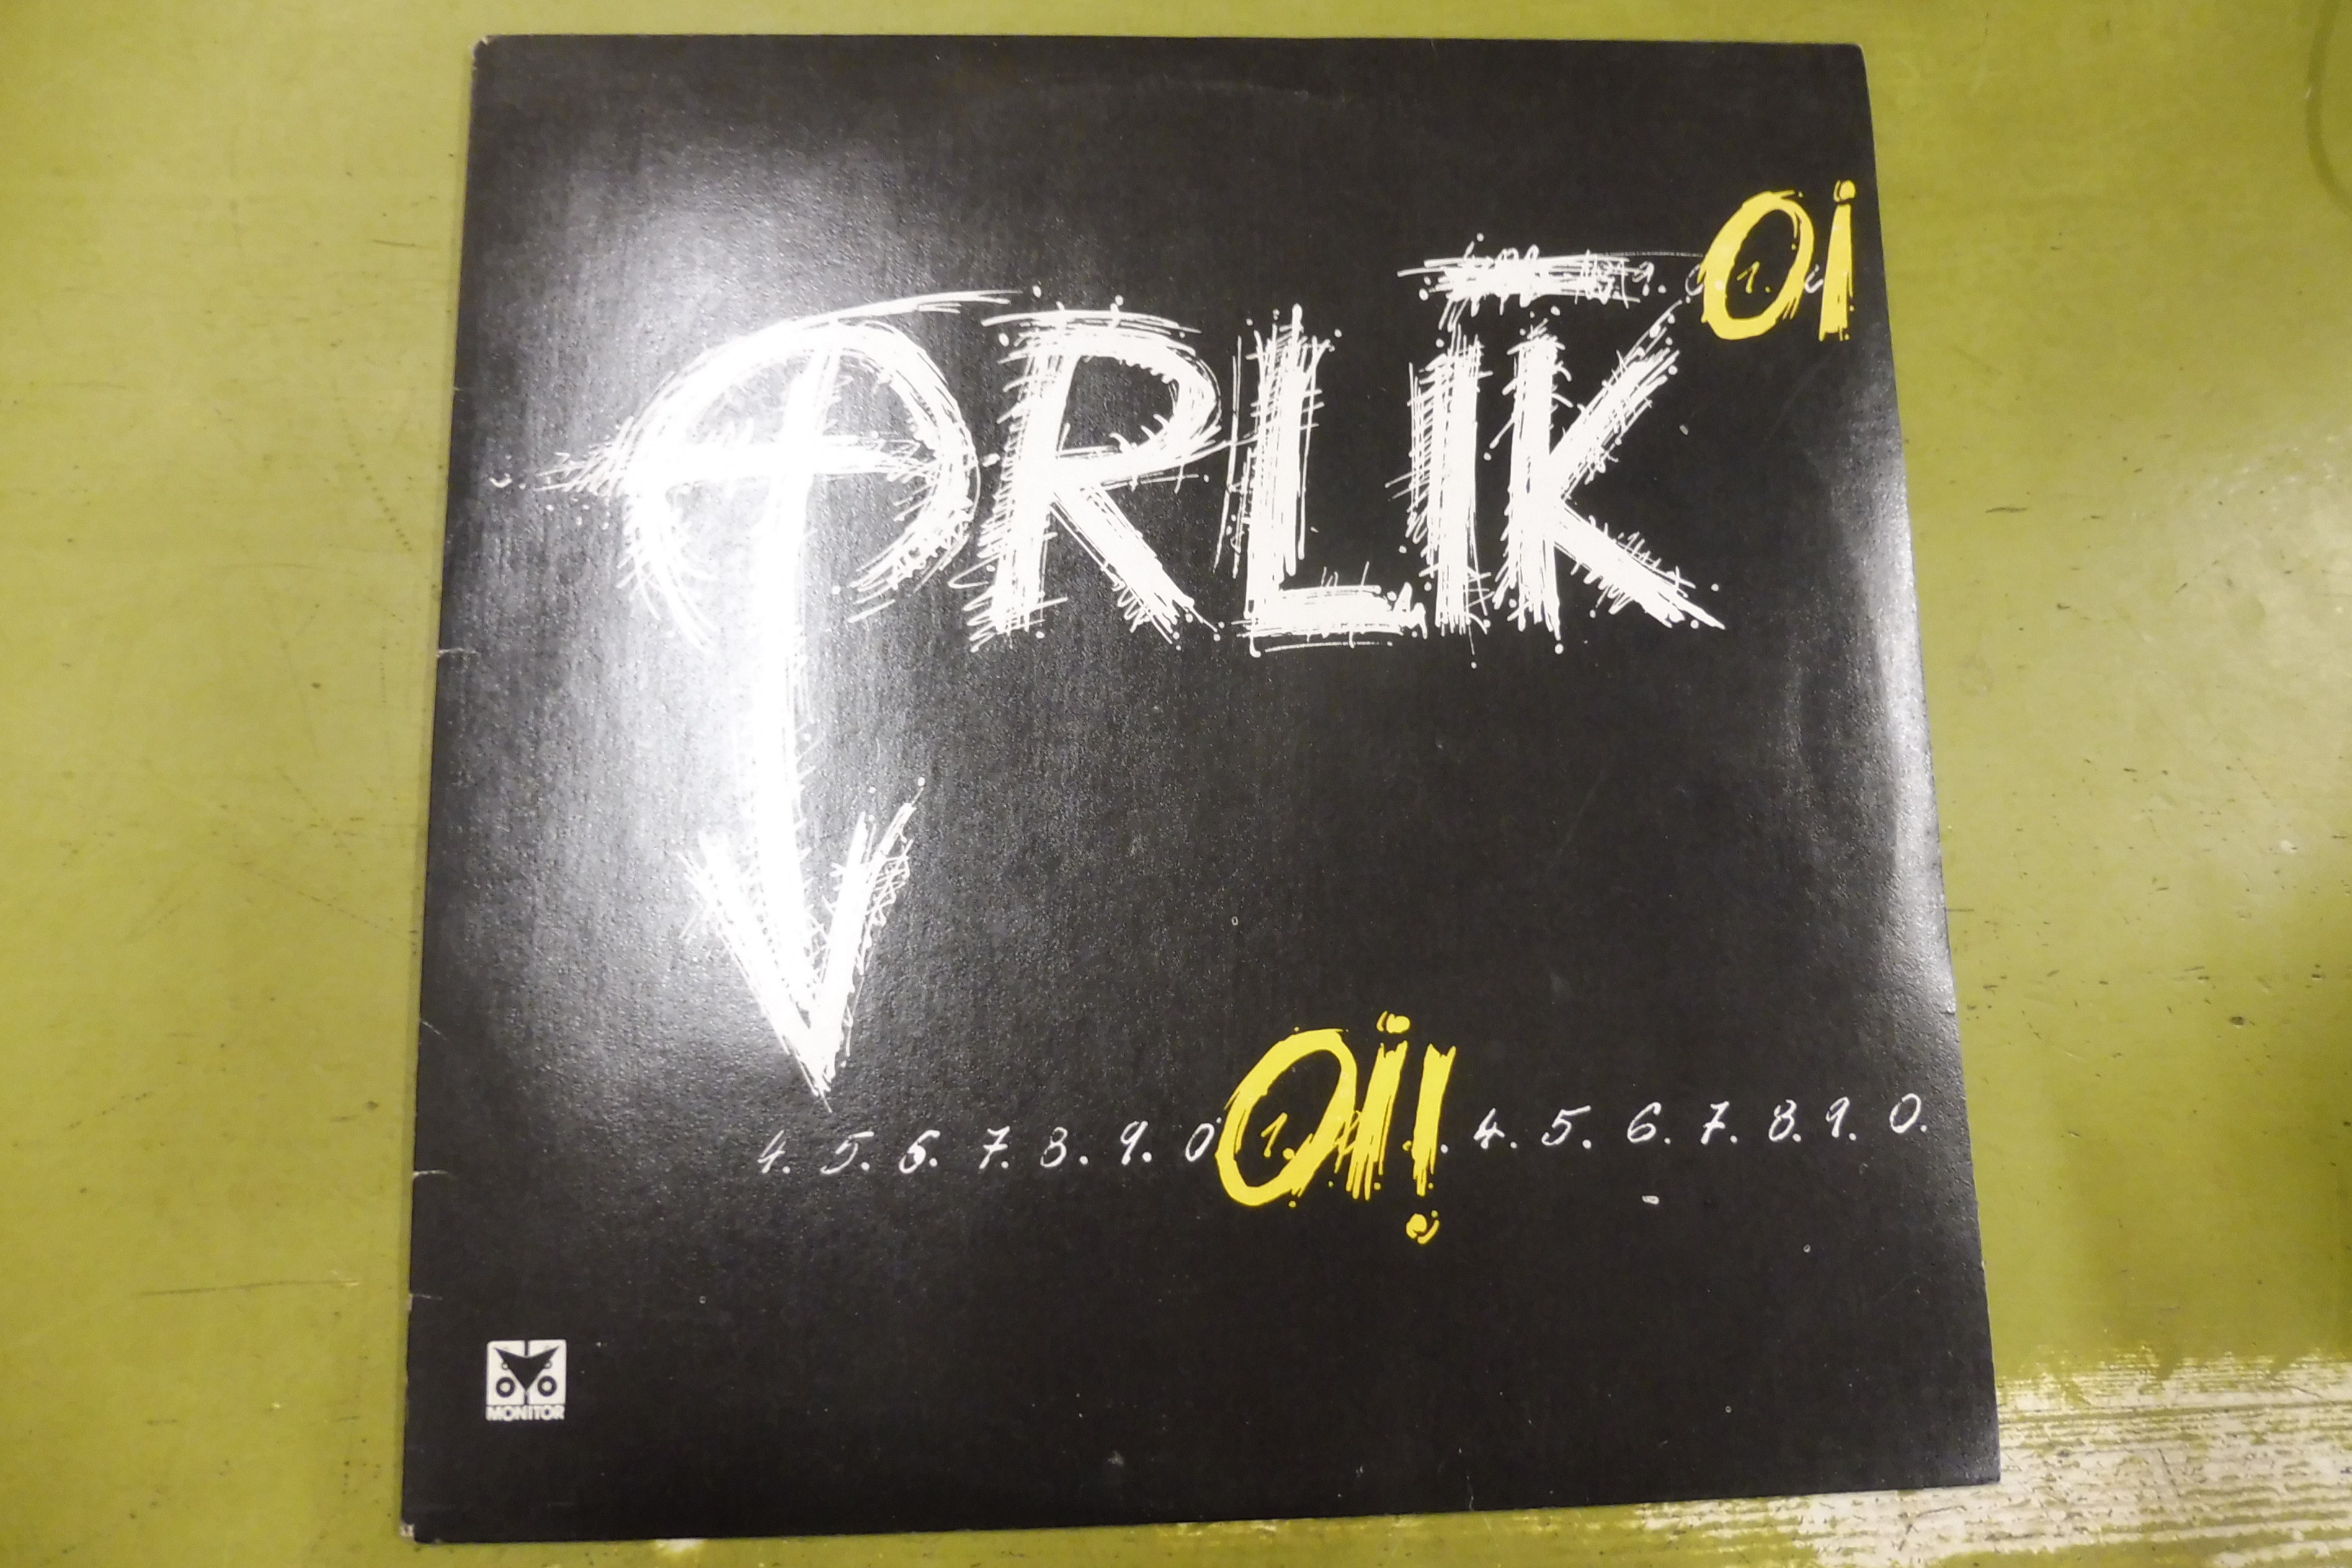 Oi
ORLÍK
4. 5. 6. 7. 8. 9. 0 1. Oi! 4. 5. 6. 7. 8. 9. 0.
MONITOR